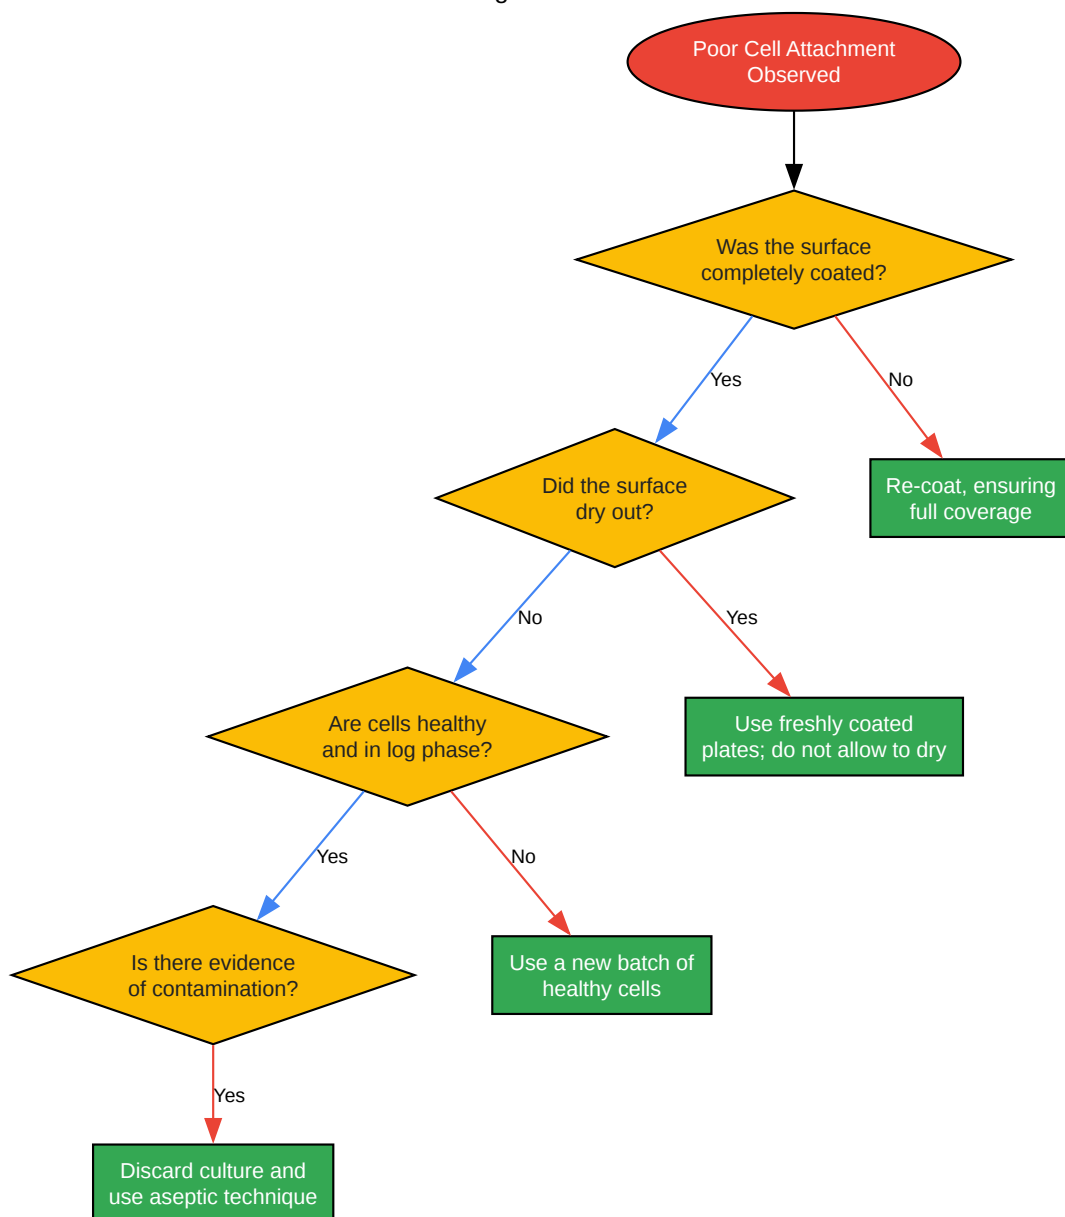 Poor Cell Attachment
Observed
Was the surface
completely coated?
Yes
No
Did the surface
dry out?
Re-coat, ensuring
full coverage
No
Yes
Are cells healthy
and in log phase?
Use freshly coated
plates; do not allow to dry
Yes
No
Is there evidence
of contamination?
Use a new batch of
healthy cells
Yes
Discard culture and
use aseptic technique